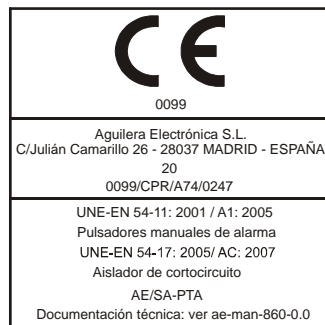 CE
0099
Aguilera Electrónica S.L.
C/Julián Camarillo 26 - 28037 MADRID - ESPAÑA
20
0099/CPR/A74/0247
UNE-EN 54-11: 2001 / A1: 2005
Pulsadores manuales de alarma
UNE-EN 54-17: 2005/ AC: 2007
Aislador de cortocircuito
AE/SA-PTA
Documentación técnica: ver ae-man-860-0.0